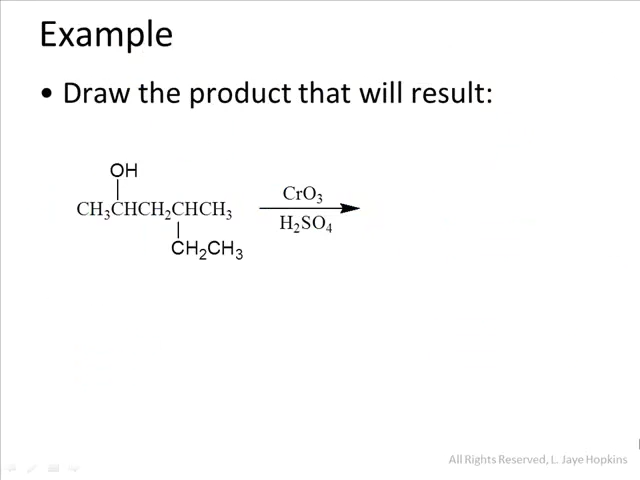 Example
• Draw the product that will result:
OH
CH₃CHCH₂CHCH₃
CH₂CH₃
CrO₃
H₂SO₄
All Rights Reserved, L. Jaye Hopkins